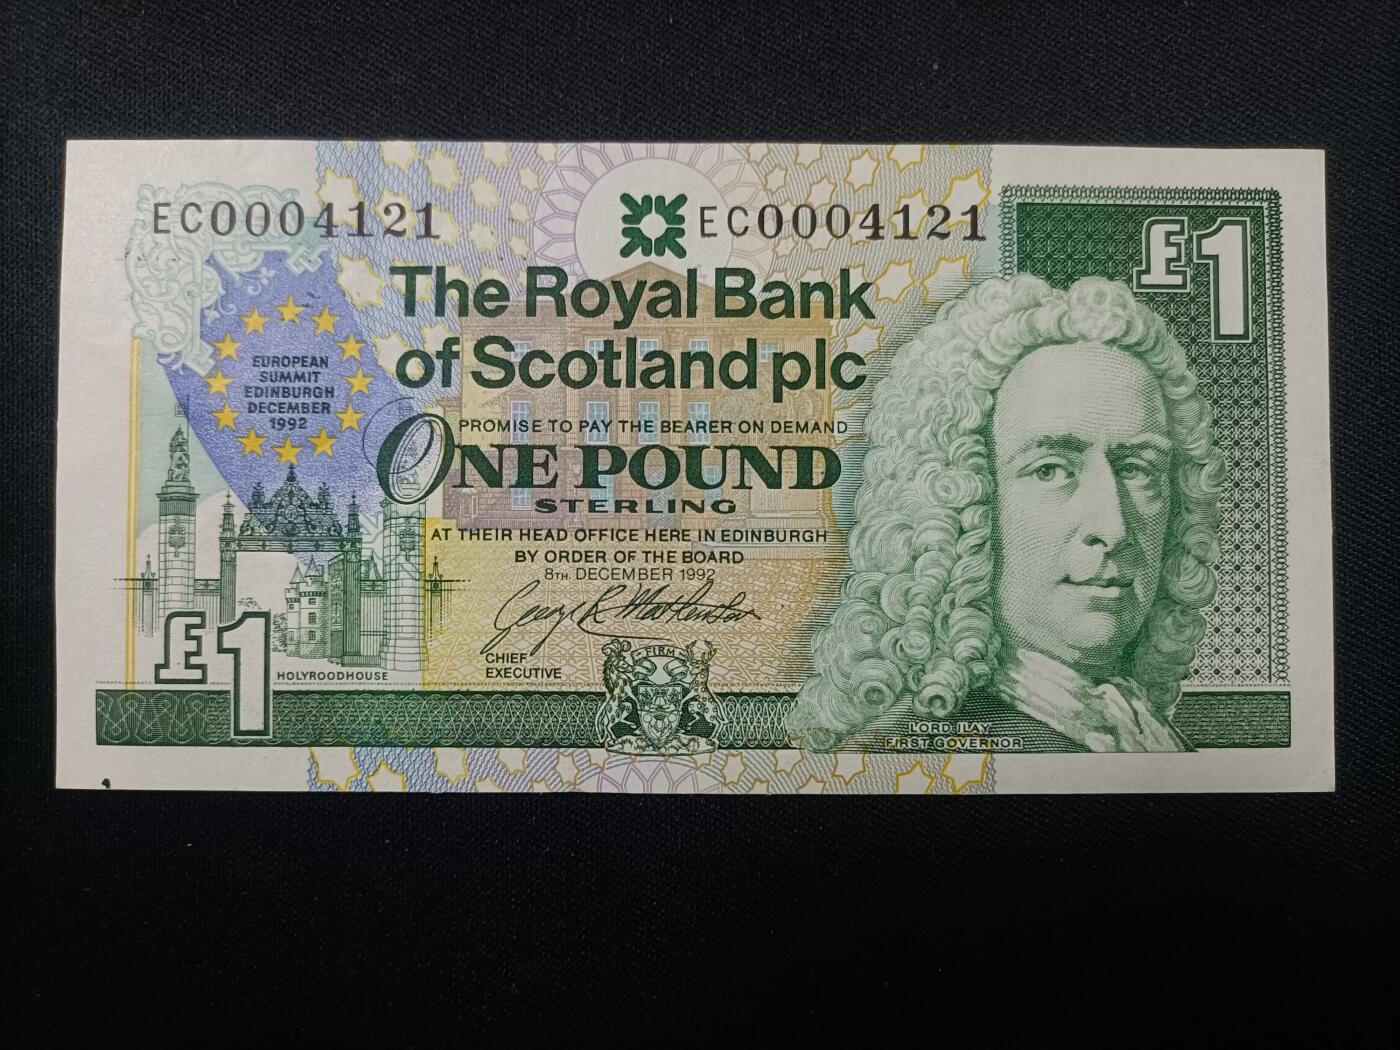 EC0004121
EC0004121
£1
The Royal Bank
of Scotland plc
EUROPEAN
SUMMIT
EDINBURGH
DECEMBER
1992
PROMISE TO PAY THE BEARER ON DEMAND
ONE POUND
STERLING
AT THEIR HEAD OFFICE HERE IN EDINBURGH
BY ORDER OF THE BOARD
8TH. DECEMBER 1992
CHIEF
EXECUTIVE
FIRM
£1
HOLYROODHOUSE
LORD ILAY
FIRST GOVERNOR